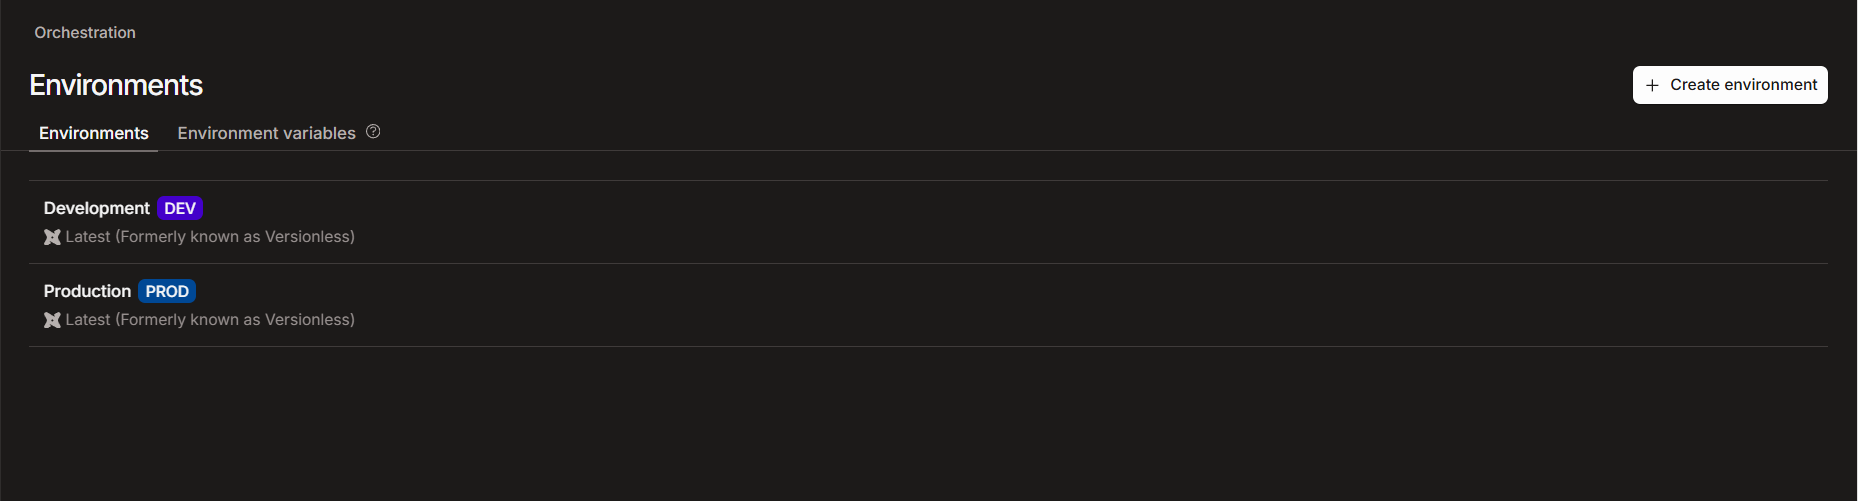 Orchestration
Environments
Create environment
Environments Environment variables
Development DEV
Latest (Formerly known as Versionless)
Production PROD
Latest (Formerly known as Versionless)